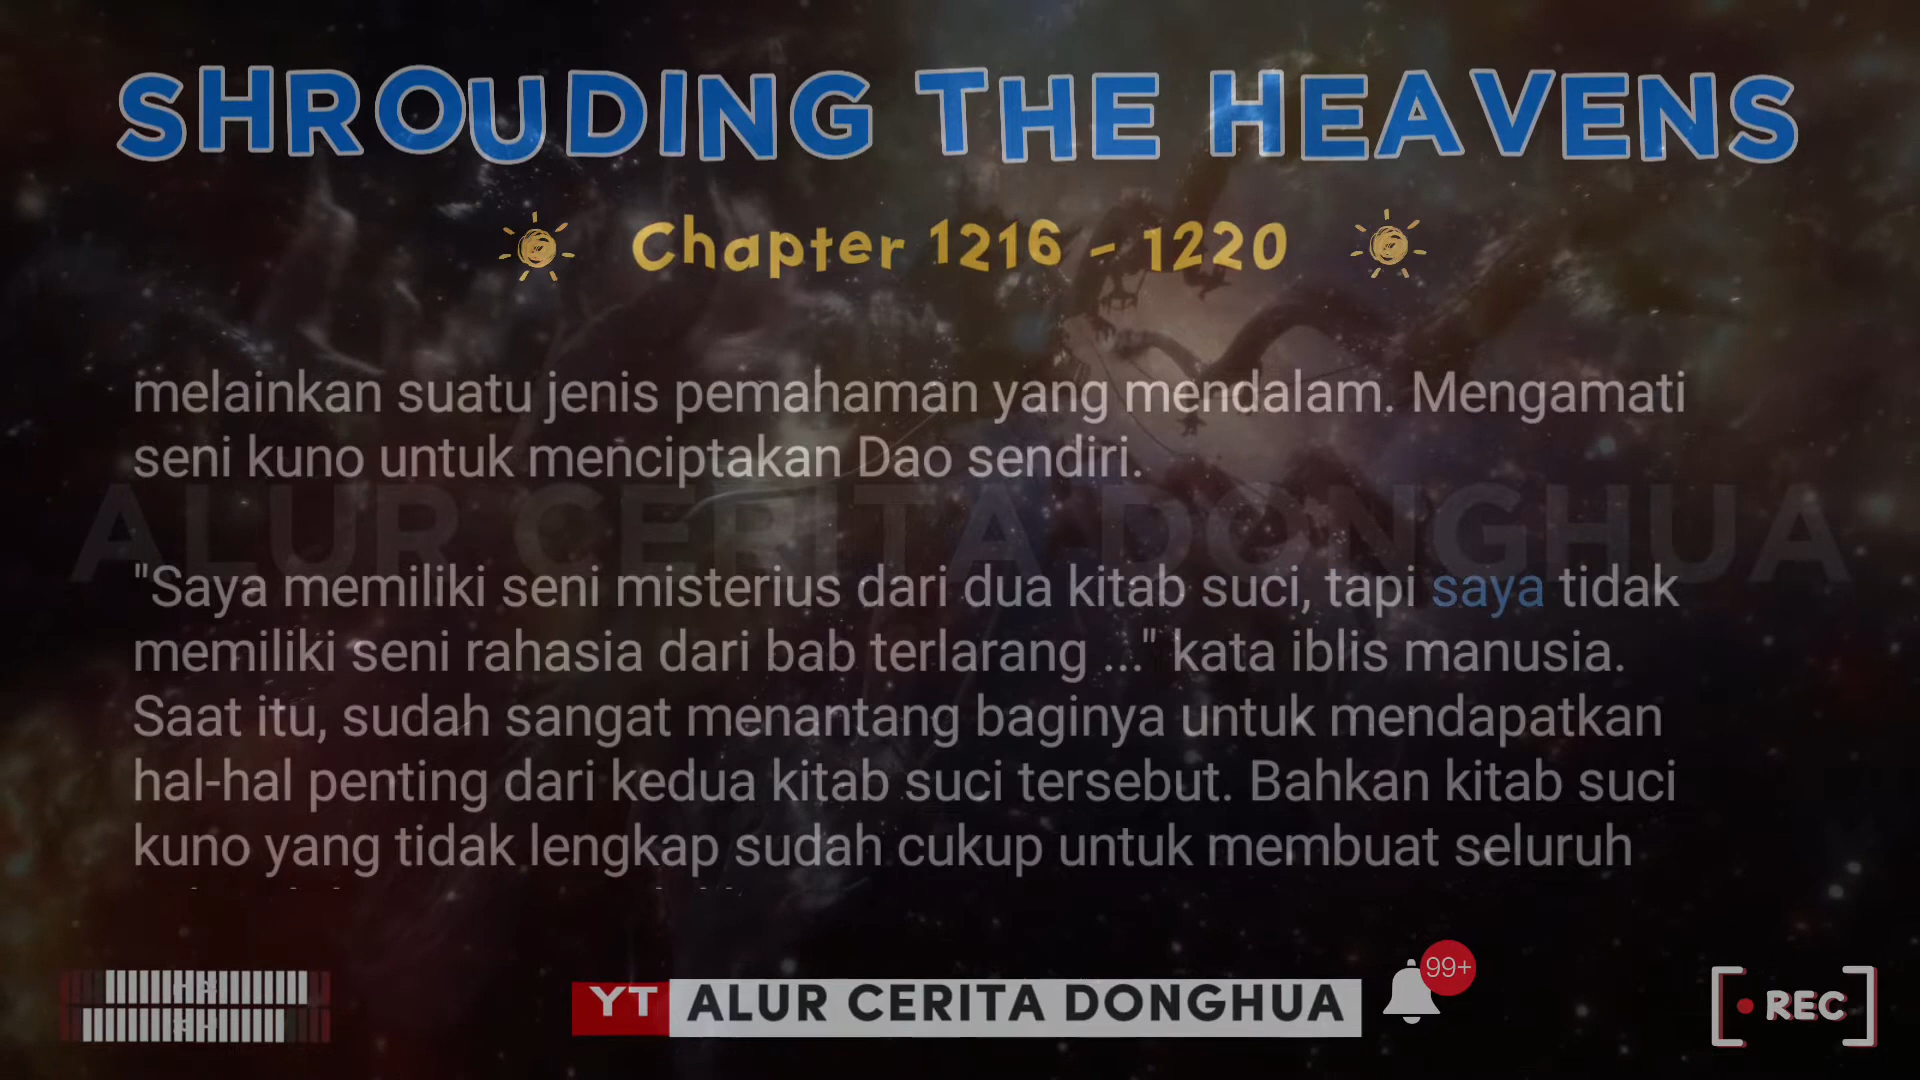 SHROUDING THE HEAVENS
Chapter 1216 - 1220
melainkan suatu jenis pemahaman yang mendalam. Mengamati
seni kuno untuk menciptakan Dao sendiri.
ALUR CERITA DONGHUA
"Saya memiliki seni misterius dari dua kitab suci, tapi saya tidak
memiliki seni rahasia dari bab terlarang ..." kata iblis manusia.
Saat itu, sudah sangat menantang baginya untuk mendapatkan
hal-hal penting dari kedua kitab suci tersebut. Bahkan kitab suci
kuno yang tidak lengkap sudah cukup untuk membuat seluruh
YT ALUR CERITA DONGHUA
99+
REC